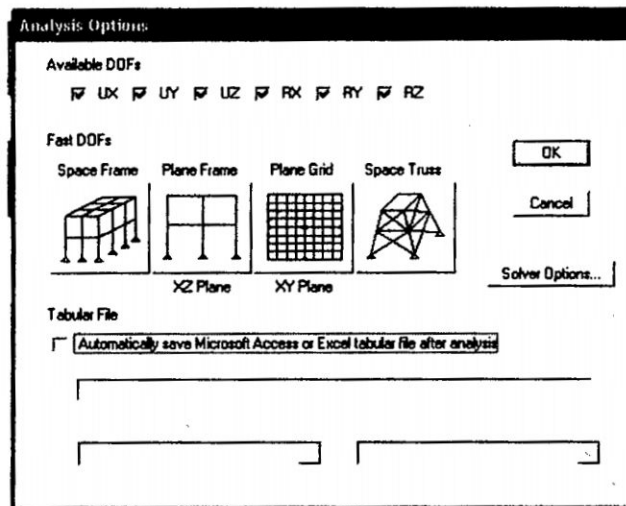 Analysis Options
Available DOFs
UX UY UZ RX RY RZ
Fast DOFs
Space Frame Plane Frame Plane Grid Space Truss
OK
Cancel
XZ Plane XY Plane
Solver Options...
Tabular File
Automatically save Microsoft Access or Excel tabular file after analysis